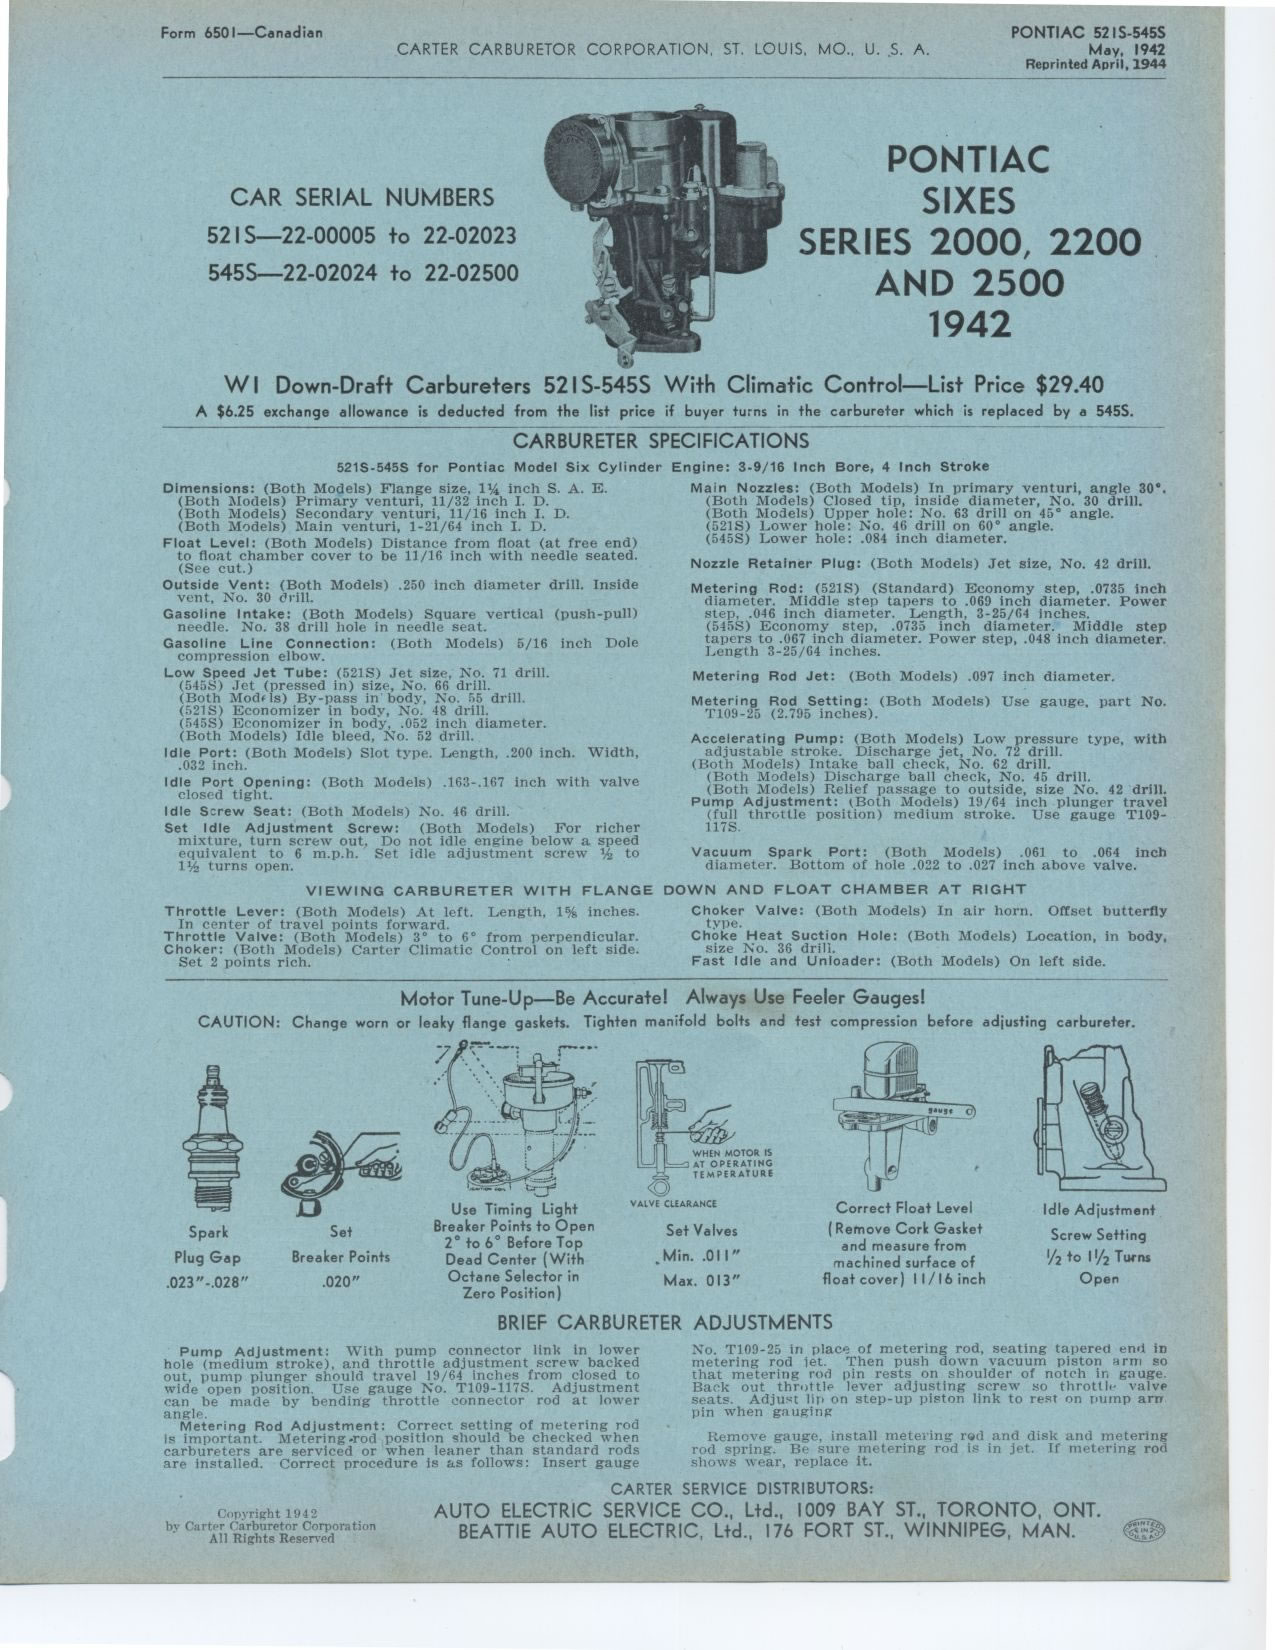 Form 6501—Canadian
CARTER CARBURETOR CORPORATION, ST. LOUIS, MO., U. S. A.
PONTIAC 521S-545S
May, 1942
Reprinted April, 1944
CAR SERIAL NUMBERS
521S—22-00005 to 22-02023
545S—22-02024 to 22-02500
PONTIAC
SIXES
SERIES 2000, 2200
AND 2500
1942
W1 Down-Draft Carbureters 521S-545S With Climatic Control—List Price $29.40
A $6.25 exchange allowance is deducted from the list price if buyer turns in the carbureter which is replaced by a 545S.
CARBURETER SPECIFICATIONS
521S-545S for Pontiac Model Six Cylinder Engine: 3-9/16 Inch Bore, 4 Inch Stroke
Dimensions: (Both Models) Flange size, 1¼ inch S. A. E.
(Both Models) Primary venturi, 11/32 inch I. D.
(Both Models) Secondary venturi, 11/16 inch I. D.
(Both Models) Main venturi, 1-21/64 inch I. D.
Float Level: (Both Models) Distance from float (at free end)
to float chamber cover to be 11/16 inch with needle seated.
(See cut.)
Outside Vent: (Both Models) .250 inch diameter drill. Inside
vent, No. 30 drill.
Gasoline Intake: (Both Models) Square vertical (push-pull)
needle. No. 38 drill hole in needle seat.
Gasoline Line Connection: (Both Models) 5/16 inch Dole
compression elbow.
Low Speed Jet Tube: (521S) Jet size, No. 71 drill.
(545S) Jet (pressed in) size, No. 66 drill.
(Both Models) By-pass in body, No. 55 drill.
(521S) Economizer in body, No. 48 drill.
(545S) Economizer in body, .052 inch diameter.
(Both Models) Idle bleed, No. 52 drill.
Idle Port: (Both Models) Slot type. Length, .200 inch. Width,
.032 inch.
Idle Port Opening: (Both Models) .163-.167 inch with valve
closed tight.
Idle Screw Seat: (Both Models) No. 46 drill.
Set Idle Adjustment Screw: (Both Models) For richer
mixture, turn screw out. Do not idle engine below a speed
equivalent to 6 m.p.h. Set idle adjustment screw ½ to
1½ turns open.
Main Nozzles: (Both Models) In primary venturi, angle 30°.
(Both Models) Closed tip, inside diameter, No. 30 drill.
(Both Models) Upper hole: No. 63 drill on 45° angle.
(521S) Lower hole: No. 46 drill on 60° angle.
(545S) Lower hole: .084 inch diameter.
Nozzle Retainer Plug: (Both Models) Jet size, No. 42 drill.
Metering Rod: (521S) (Standard) Economy step, .0735 inch
diameter. Middle step tapers to .069 inch diameter. Power
step, .046 inch diameter. Length, 3-25/64 inches.
(545S) Economy step, .0735 inch diameter. Middle step
tapers to .067 inch diameter. Power step, .048 inch diameter.
Length 3-25/64 inches.
Metering Rod Jet: (Both Models) .097 inch diameter.
Metering Rod Setting: (Both Models) Use gauge, part No.
T109-25 (2.795 inches).
Accelerating Pump: (Both Models) Low pressure type, with
adjustable stroke. Discharge jet, No. 72 drill.
(Both Models) Intake ball check, No. 62 drill.
(Both Models) Discharge ball check, No. 45 drill.
(Both Models) Relief passage to outside, size No. 42 drill.
Pump Adjustment: (Both Models) 19/64 inch plunger travel
(full throttle position) medium stroke. Use gauge T109-
117S.
Vacuum Spark Port: (Both Models) .061 to .064 inch
diameter. Bottom of hole .022 to .027 inch above valve.
VIEWING CARBURETER WITH FLANGE DOWN AND FLOAT CHAMBER AT RIGHT
Throttle Lever: (Both Models) At left. Length, 1⅝ inches.
In center of travel points forward.
Throttle Valve: (Both Models) 3° to 6° from perpendicular.
Choker: (Both Models) Carter Climatic Control on left side.
Set 2 points rich.
Choker Valve: (Both Models) In air horn. Offset butterfly
type.
Choke Heat Suction Hole: (Both Models) Location, in body,
size No. 36 drill.
Fast Idle and Unloader: (Both Models) On left side.
Motor Tune-Up—Be Accurate! Always Use Feeler Gauges!
CAUTION: Change worn or leaky flange gaskets. Tighten manifold bolts and test compression before adjusting carbureter.
Spark
Plug Gap
.023"-.028"
Set
Breaker Points
.020"
Use Timing Light
Breaker Points to Open
2° to 6° Before Top
Dead Center (With
Octane Selector in
Zero Position)
WHEN MOTOR IS
AT OPERATING
TEMPERATURE
VALVE CLEARANCE
Set Valves
Min. .011"
Max. 013"
gauge
Correct Float Level
(Remove Cork Gasket
and measure from
machined surface of
float cover) 11/16 inch
Idle Adjustment
Screw Setting
½ to 1½ Turns
Open
BRIEF CARBURETER ADJUSTMENTS
Pump Adjustment: With pump connector link in lower
hole (medium stroke), and throttle adjustment screw backed
out, pump plunger should travel 19/64 inches from closed to
wide open position. Use gauge No. T109-117S. Adjustment
can be made by bending throttle connector rod at lower
angle.
Metering Rod Adjustment: Correct setting of metering rod
is important. Metering rod position should be checked when
carbureters are serviced or when leaner than standard rods
are installed. Correct procedure is as follows: Insert gauge
No. T109-25 in place of metering rod, seating tapered end in
metering rod jet. Then push down vacuum piston arm so
that metering rod pin rests on shoulder of notch in gauge.
Back out throttle lever adjusting screw so throttle valve
seats. Adjust lip on step-up piston link to rest on pump arm
pin when gauging
Remove gauge, install metering rod and disk and metering
rod spring. Be sure metering rod is in jet. If metering rod
shows wear, replace it.
CARTER SERVICE DISTRIBUTORS:
AUTO ELECTRIC SERVICE CO., Ltd., 1009 BAY ST., TORONTO, ONT.
BEATTIE AUTO ELECTRIC, Ltd., 176 FORT ST., WINNIPEG, MAN.
Copyright 1942
by Carter Carburetor Corporation
All Rights Reserved
PRINTED
IN
U.S.A.